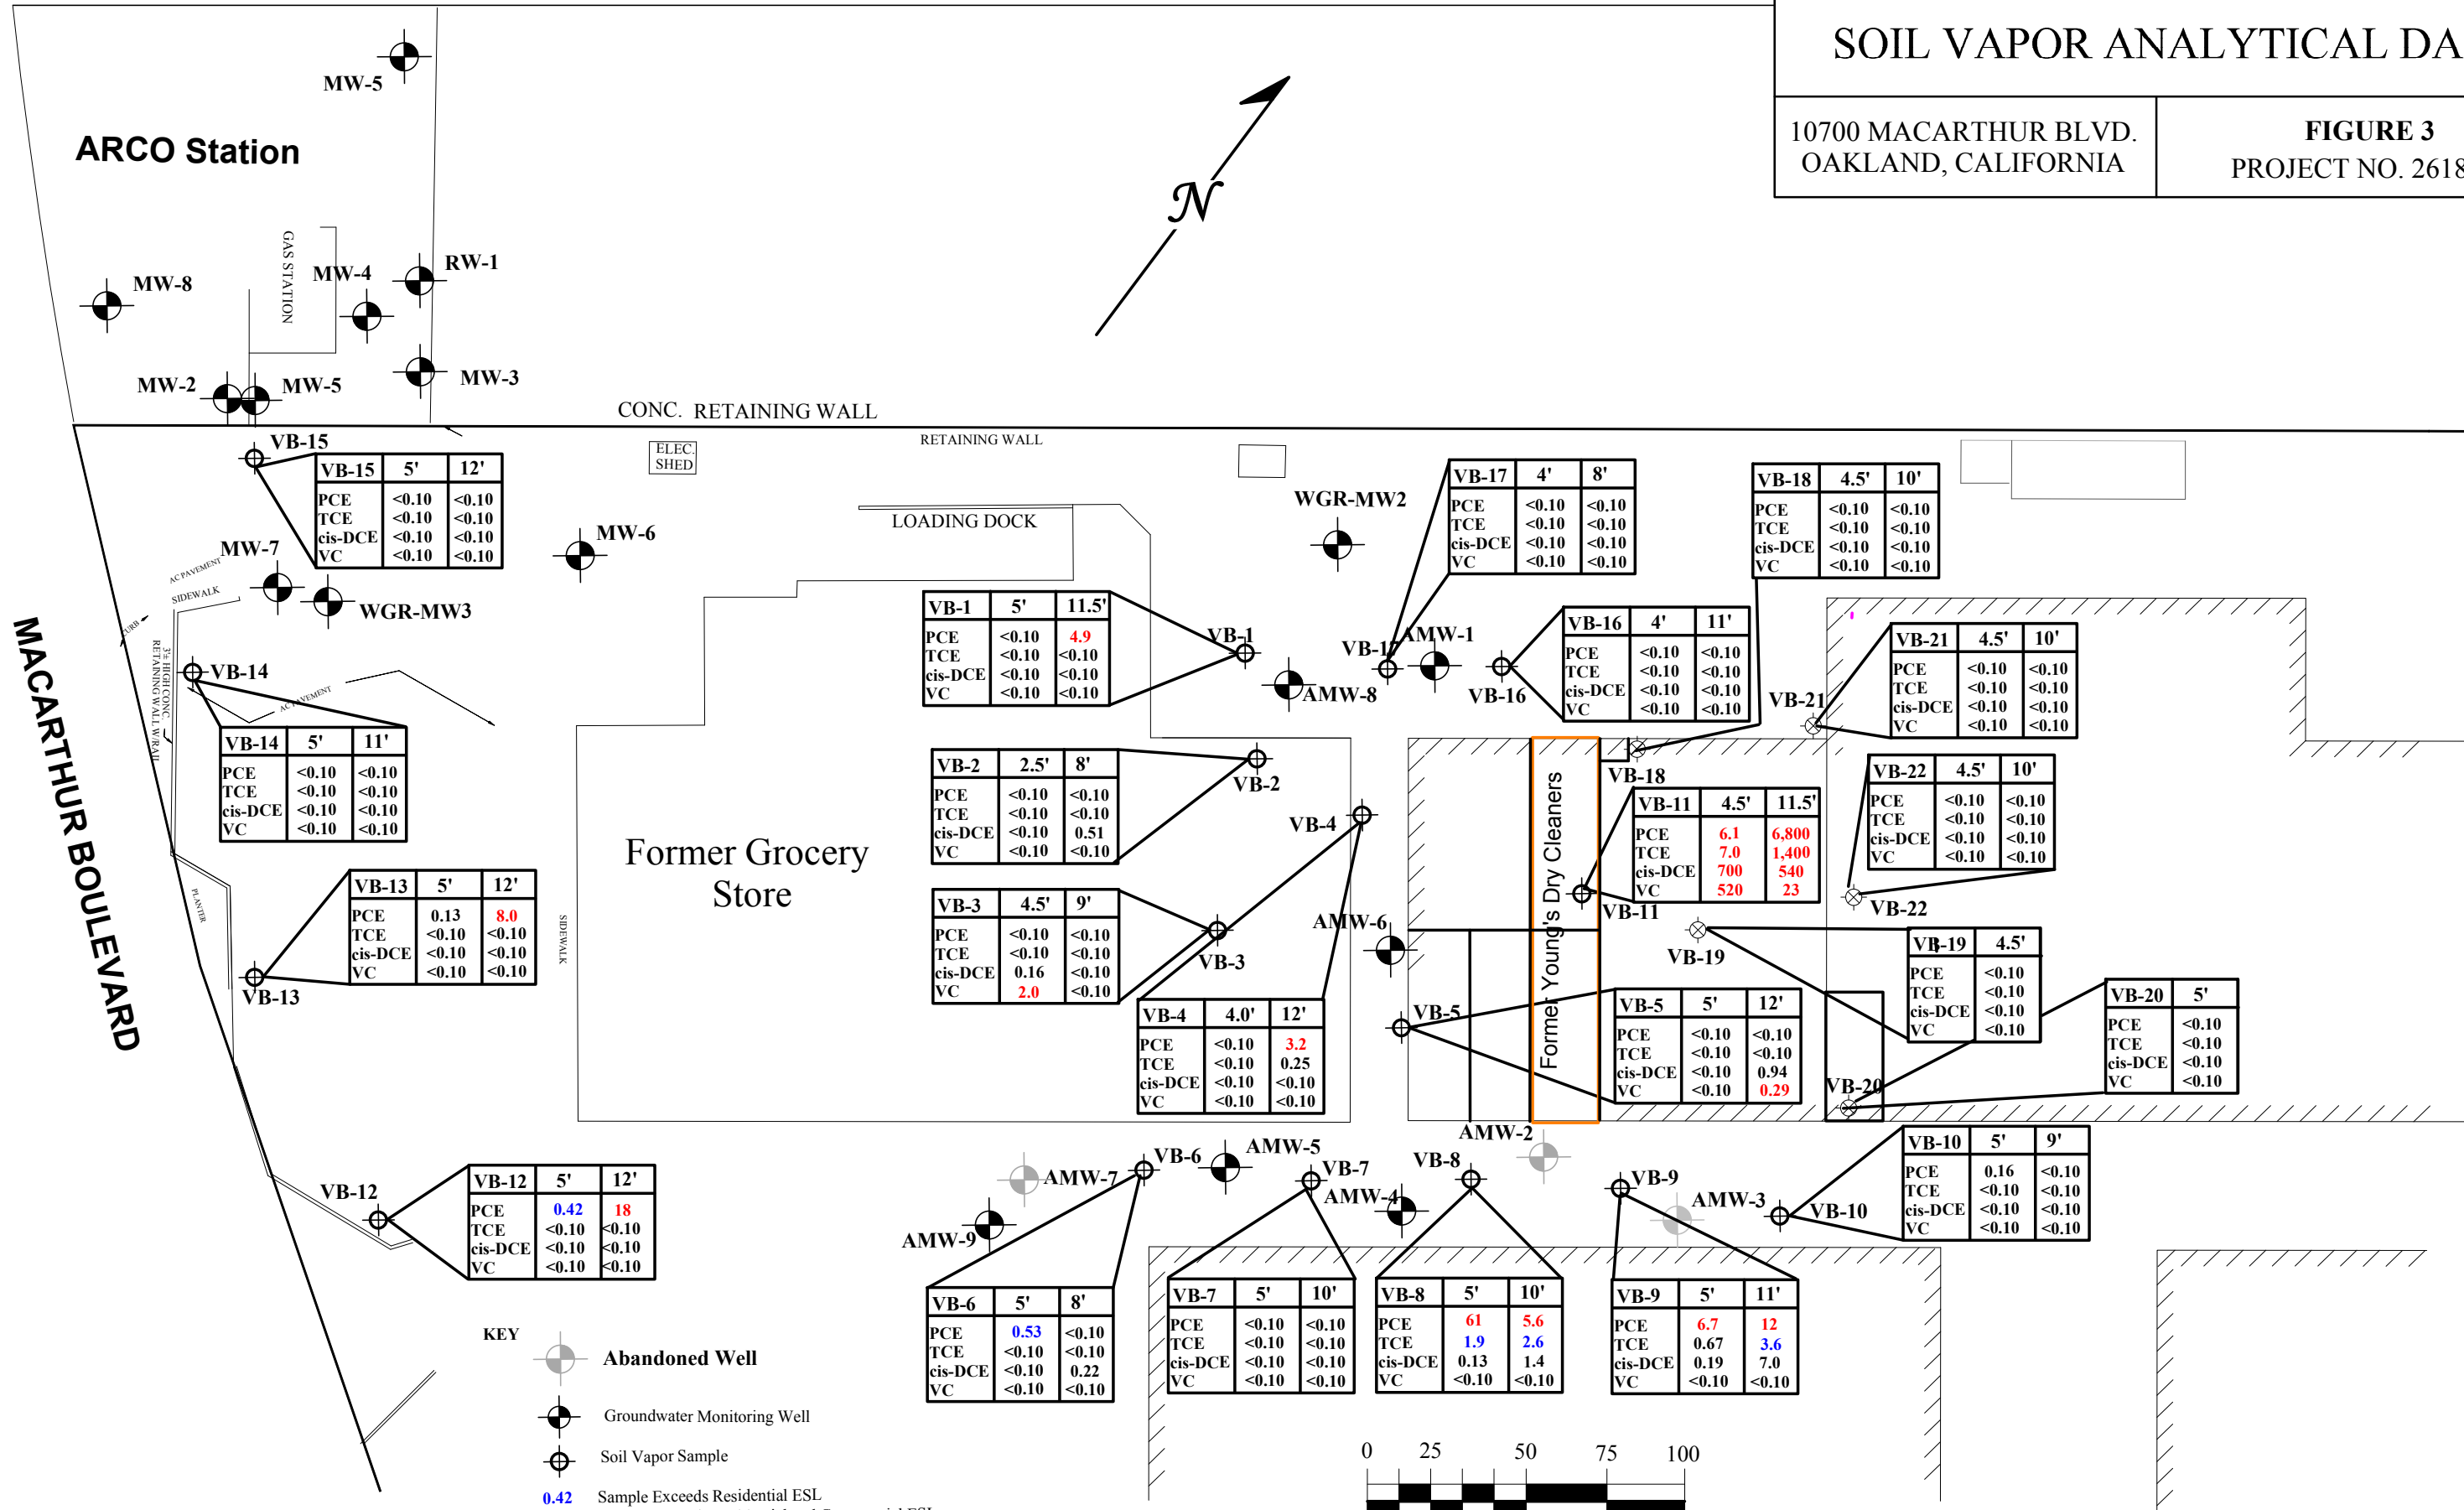 SOIL VAPOR ANALYTICAL DA
10700 MACARTHUR BLVD.
OAKLAND, CALIFORNIA
FIGURE 3
PROJECT NO. 2618
MW-5
ARCO Station
N
GAS STATION
MW-8
MW-4
RW-1
MW-2
MW-5
MW-3
CONC. RETAINING WALL
RETAINING WALL
ELEC.
SHED
LOADING DOCK
VB-15
VB-15 5' 12'
PCE <0.10 <0.10
TCE <0.10 <0.10
cis-DCE <0.10 <0.10
VC <0.10 <0.10
MW-7
MW-6
WGR-MW3
AC PAVEMENT
SIDEWALK
CURB
3'± HIGH CONC.
RETAINING WALL W/RAIL
AC PAVEMENT
MACARTHUR BOULEVARD
VB-14
VB-14 5' 11'
PCE <0.10 <0.10
TCE <0.10 <0.10
cis-DCE <0.10 <0.10
VC <0.10 <0.10
WGR-MW2
VB-17 4' 8'
PCE <0.10 <0.10
TCE <0.10 <0.10
cis-DCE <0.10 <0.10
VC <0.10 <0.10
VB-18 4.5' 10'
PCE <0.10 <0.10
TCE <0.10 <0.10
cis-DCE <0.10 <0.10
VC <0.10 <0.10
VB-1 5' 11.5'
PCE <0.10 4.9
TCE <0.10 <0.10
cis-DCE <0.10 <0.10
VC <0.10 <0.10
VB-1
VB-17
AMW-1
AMW-8
VB-16
VB-16 4' 11'
PCE <0.10 <0.10
TCE <0.10 <0.10
cis-DCE <0.10 <0.10
VC <0.10 <0.10
VB-21
VB-21 4.5' 10'
PCE <0.10 <0.10
TCE <0.10 <0.10
cis-DCE <0.10 <0.10
VC <0.10 <0.10
VB-2 2.5' 8'
PCE <0.10 <0.10
TCE <0.10 <0.10
cis-DCE <0.10 0.51
VC <0.10 <0.10
VB-2
VB-4
VB-18
VB-22 4.5' 10'
PCE <0.10 <0.10
TCE <0.10 <0.10
cis-DCE <0.10 <0.10
VC <0.10 <0.10
VB-22
Former Grocery
Store
Former Young's Dry Cleaners
VB-11 4.5' 11.5'
PCE 6.1 6,800
TCE 7.0 1,400
cis-DCE 700 540
VC 520 23
VB-11
PLANTER
SIDEWALK
VB-13 5' 12'
PCE 0.13 8.0
TCE <0.10 <0.10
cis-DCE <0.10 <0.10
VC <0.10 <0.10
VB-13
VB-3 4.5' 9'
PCE <0.10 <0.10
TCE <0.10 <0.10
cis-DCE 0.16 <0.10
VC 2.0 <0.10
VB-3
AMW-6
VB-19
VB-19 4.5'
PCE <0.10
TCE <0.10
cis-DCE <0.10
VC <0.10
VB-4 4.0' 12'
PCE <0.10 3.2
TCE <0.10 0.25
cis-DCE <0.10 <0.10
VC <0.10 <0.10
VB-5
VB-5 5' 12'
PCE <0.10 <0.10
TCE <0.10 <0.10
cis-DCE <0.10 0.94
VC <0.10 0.29
VB-20
VB-20 5'
PCE <0.10
TCE <0.10
cis-DCE <0.10
VC <0.10
VB-12
VB-12 5' 12'
PCE 0.42 18
TCE <0.10 <0.10
cis-DCE <0.10 <0.10
VC <0.10 <0.10
AMW-7
AMW-9
VB-6
AMW-5
VB-7
AMW-4
VB-8
AMW-2
VB-9
AMW-3
VB-10
VB-10 5' 9'
PCE 0.16 <0.10
TCE <0.10 <0.10
cis-DCE <0.10 <0.10
VC <0.10 <0.10
VB-6 5' 8'
PCE 0.53 <0.10
TCE <0.10 <0.10
cis-DCE <0.10 0.22
VC <0.10 <0.10
VB-7 5' 10'
PCE <0.10 <0.10
TCE <0.10 <0.10
cis-DCE <0.10 <0.10
VC <0.10 <0.10
VB-8 5' 10'
PCE 61 5.6
TCE 1.9 2.6
cis-DCE 0.13 1.4
VC <0.10 <0.10
VB-9 5' 11'
PCE 6.7 12
TCE 0.67 3.6
cis-DCE 0.19 7.0
VC <0.10 <0.10
KEY
Abandoned Well
Groundwater Monitoring Well
Soil Vapor Sample
0.42 Sample Exceeds Residential ESL
0 25 50 75 100